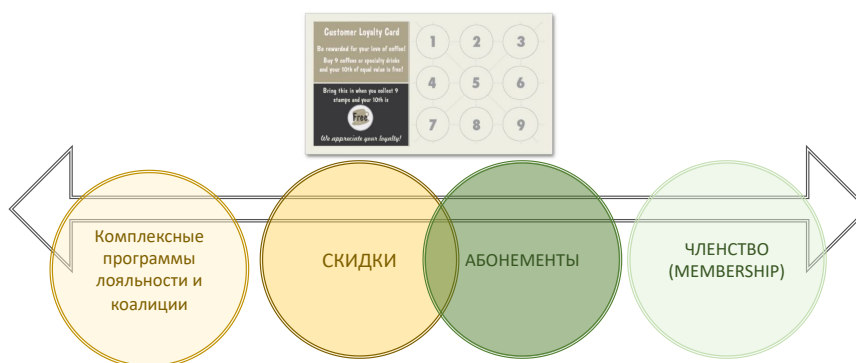 Customer Loyalty Card
Be rewarded for your love of coffee!
Buy 9 coffees or specialty drinks
and your 10th of equal value is free!
Bring this in when you collect 9
stamps and your 10th is
Free
We appreciate your loyalty!
1 2 3
4 5 6
7 8 9
Комплексные
программы
лояльности и
коалиции
СКИДКИ
АБОНЕМЕНТЫ
ЧЛЕНСТВО
(MEMBERSHIP)